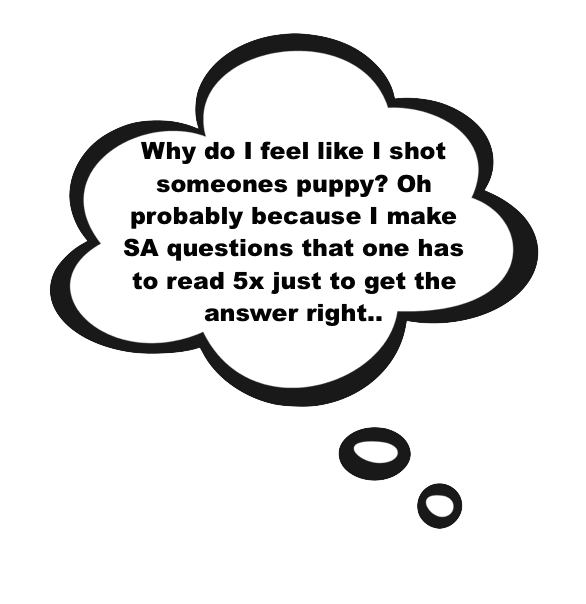 Why do I feel like I shot
someones puppy? Oh
probably because I make
SA questions that one has
to read 5x just to get the
answer right..